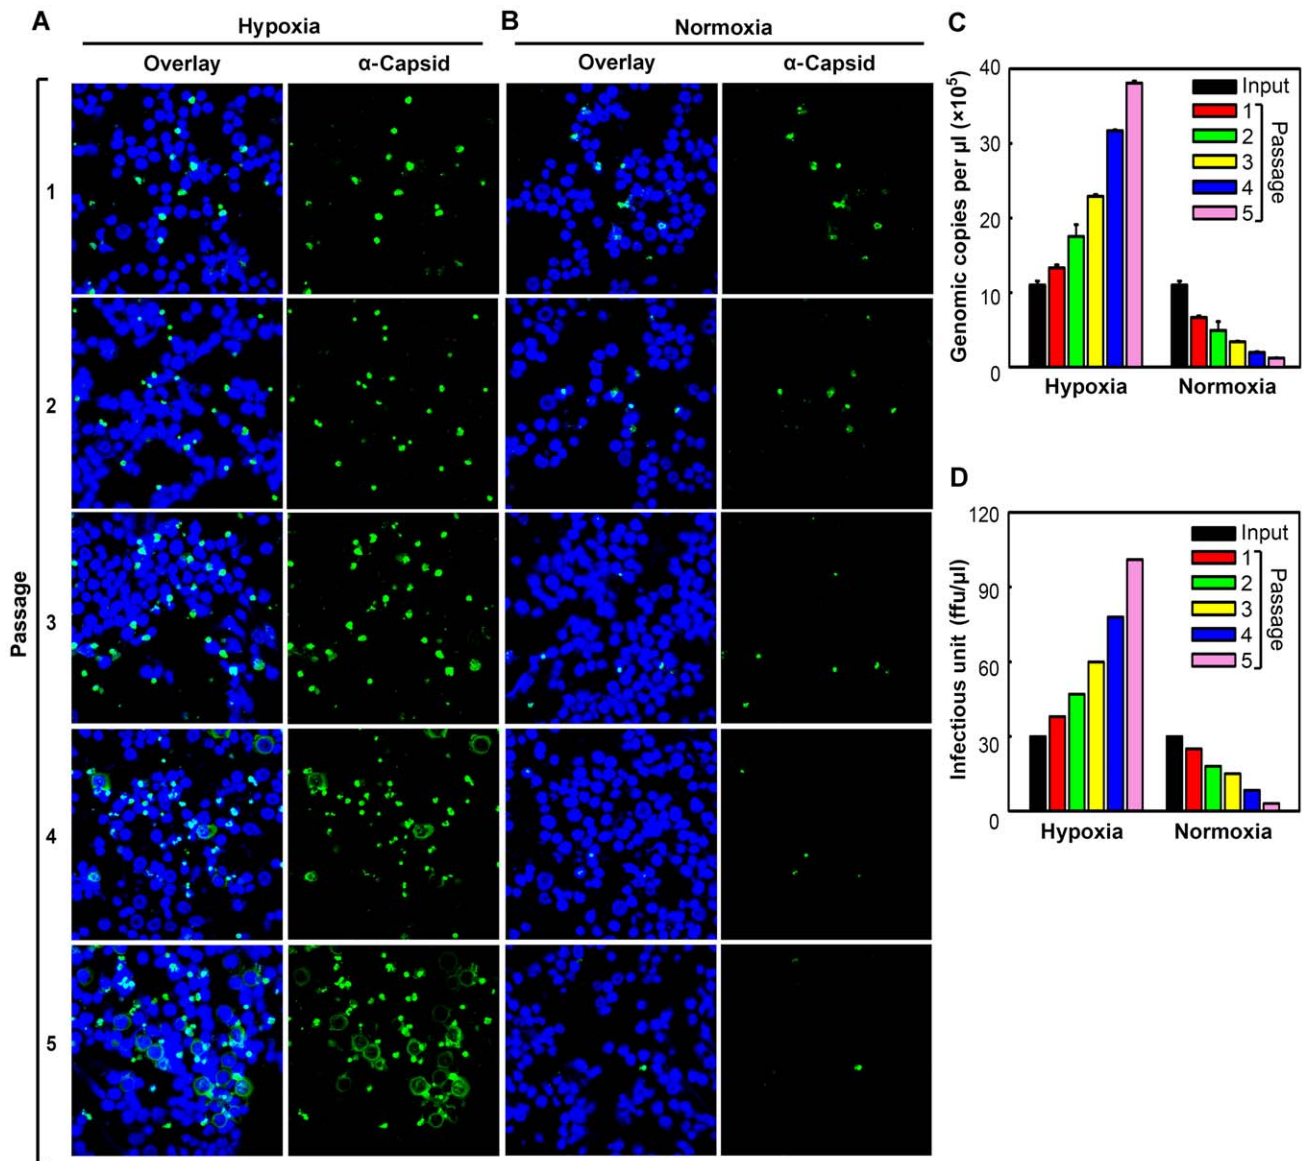 A
Hypoxia
Overlay
α-Capsid
B
Normoxia
Overlay
α-Capsid
Passage
1
2
3
4
5
C
Genomic copies per µl (×10⁵)
40
30
20
10
0
Input
1
2
3
4
5
Passage
Hypoxia
Normoxia
D
Infectious unit (ffu/µl)
120
90
60
30
0
Input
1
2
3
4
5
Passage
Hypoxia
Normoxia